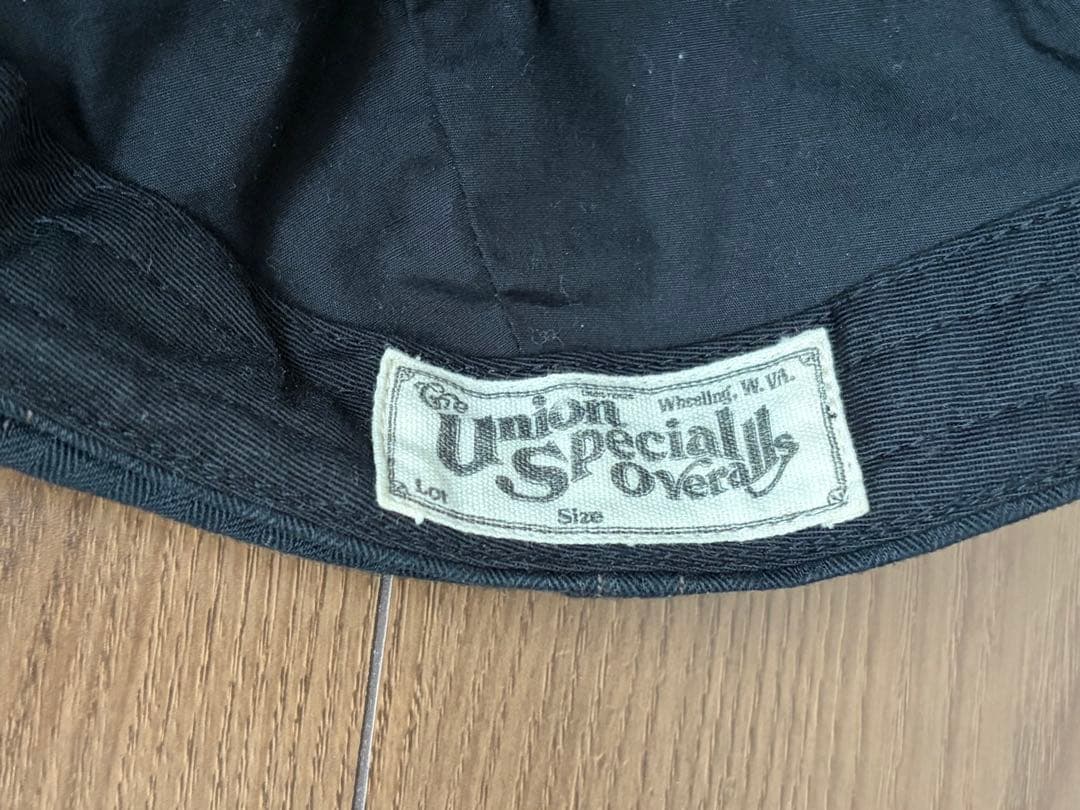 The
Union
Wheeling, W. VA.
Special
Overalls
Lot
Size